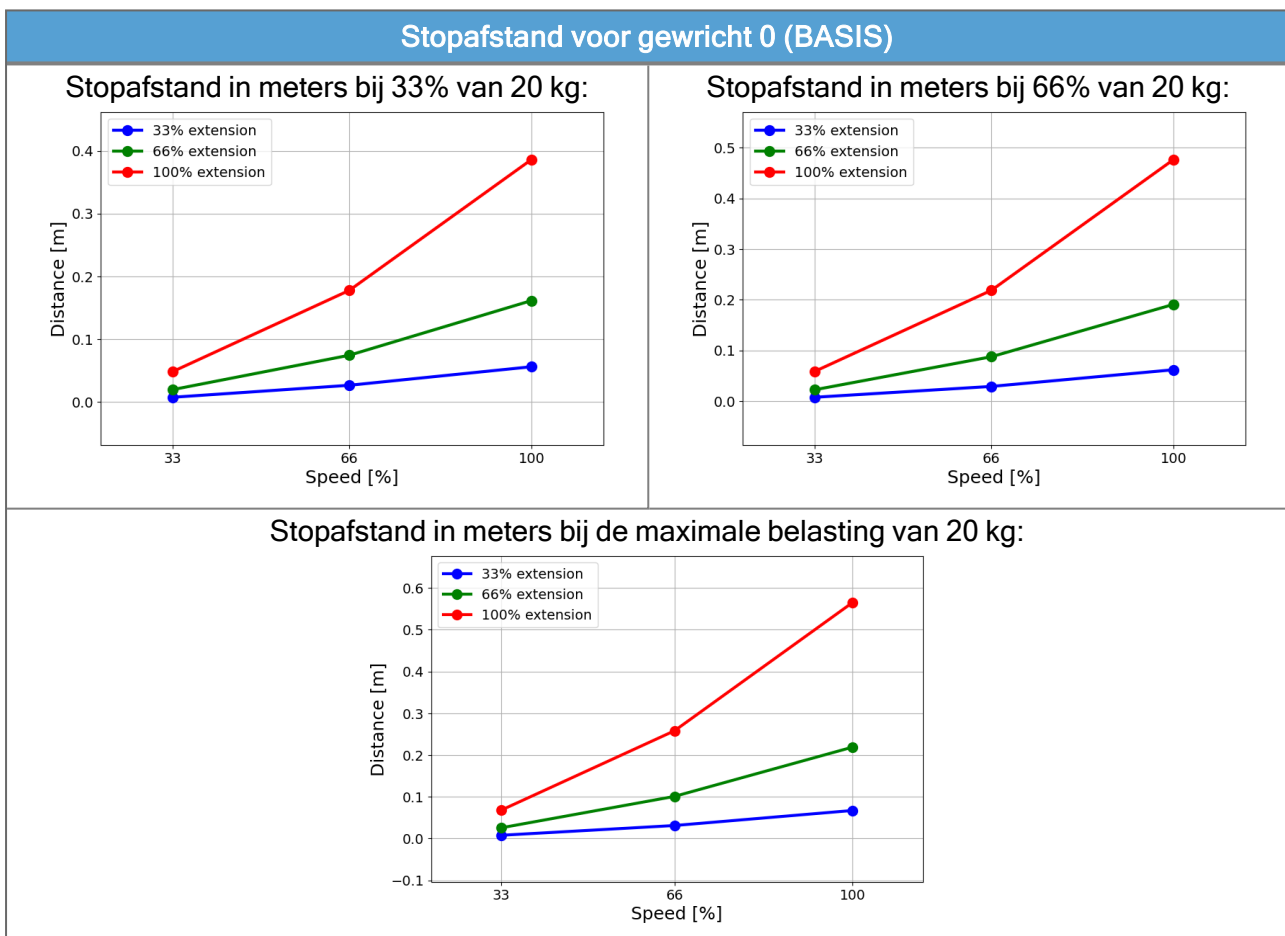 Stopafstand voor gewricht 0 (BASIS)
Stopafstand in meters bij 33% van 20 kg:
33% extension
66% extension
100% extension
0.4
0.3
0.2
0.1
0.0
Distance [m]
33
66
100
Speed [%]
Stopafstand in meters bij 66% van 20 kg:
33% extension
66% extension
100% extension
0.5
0.4
0.3
0.2
0.1
0.0
Distance [m]
33
66
100
Speed [%]
Stopafstand in meters bij de maximale belasting van 20 kg:
33% extension
66% extension
100% extension
0.6
0.5
0.4
0.3
0.2
0.1
0.0
−0.1
Distance [m]
33
66
100
Speed [%]